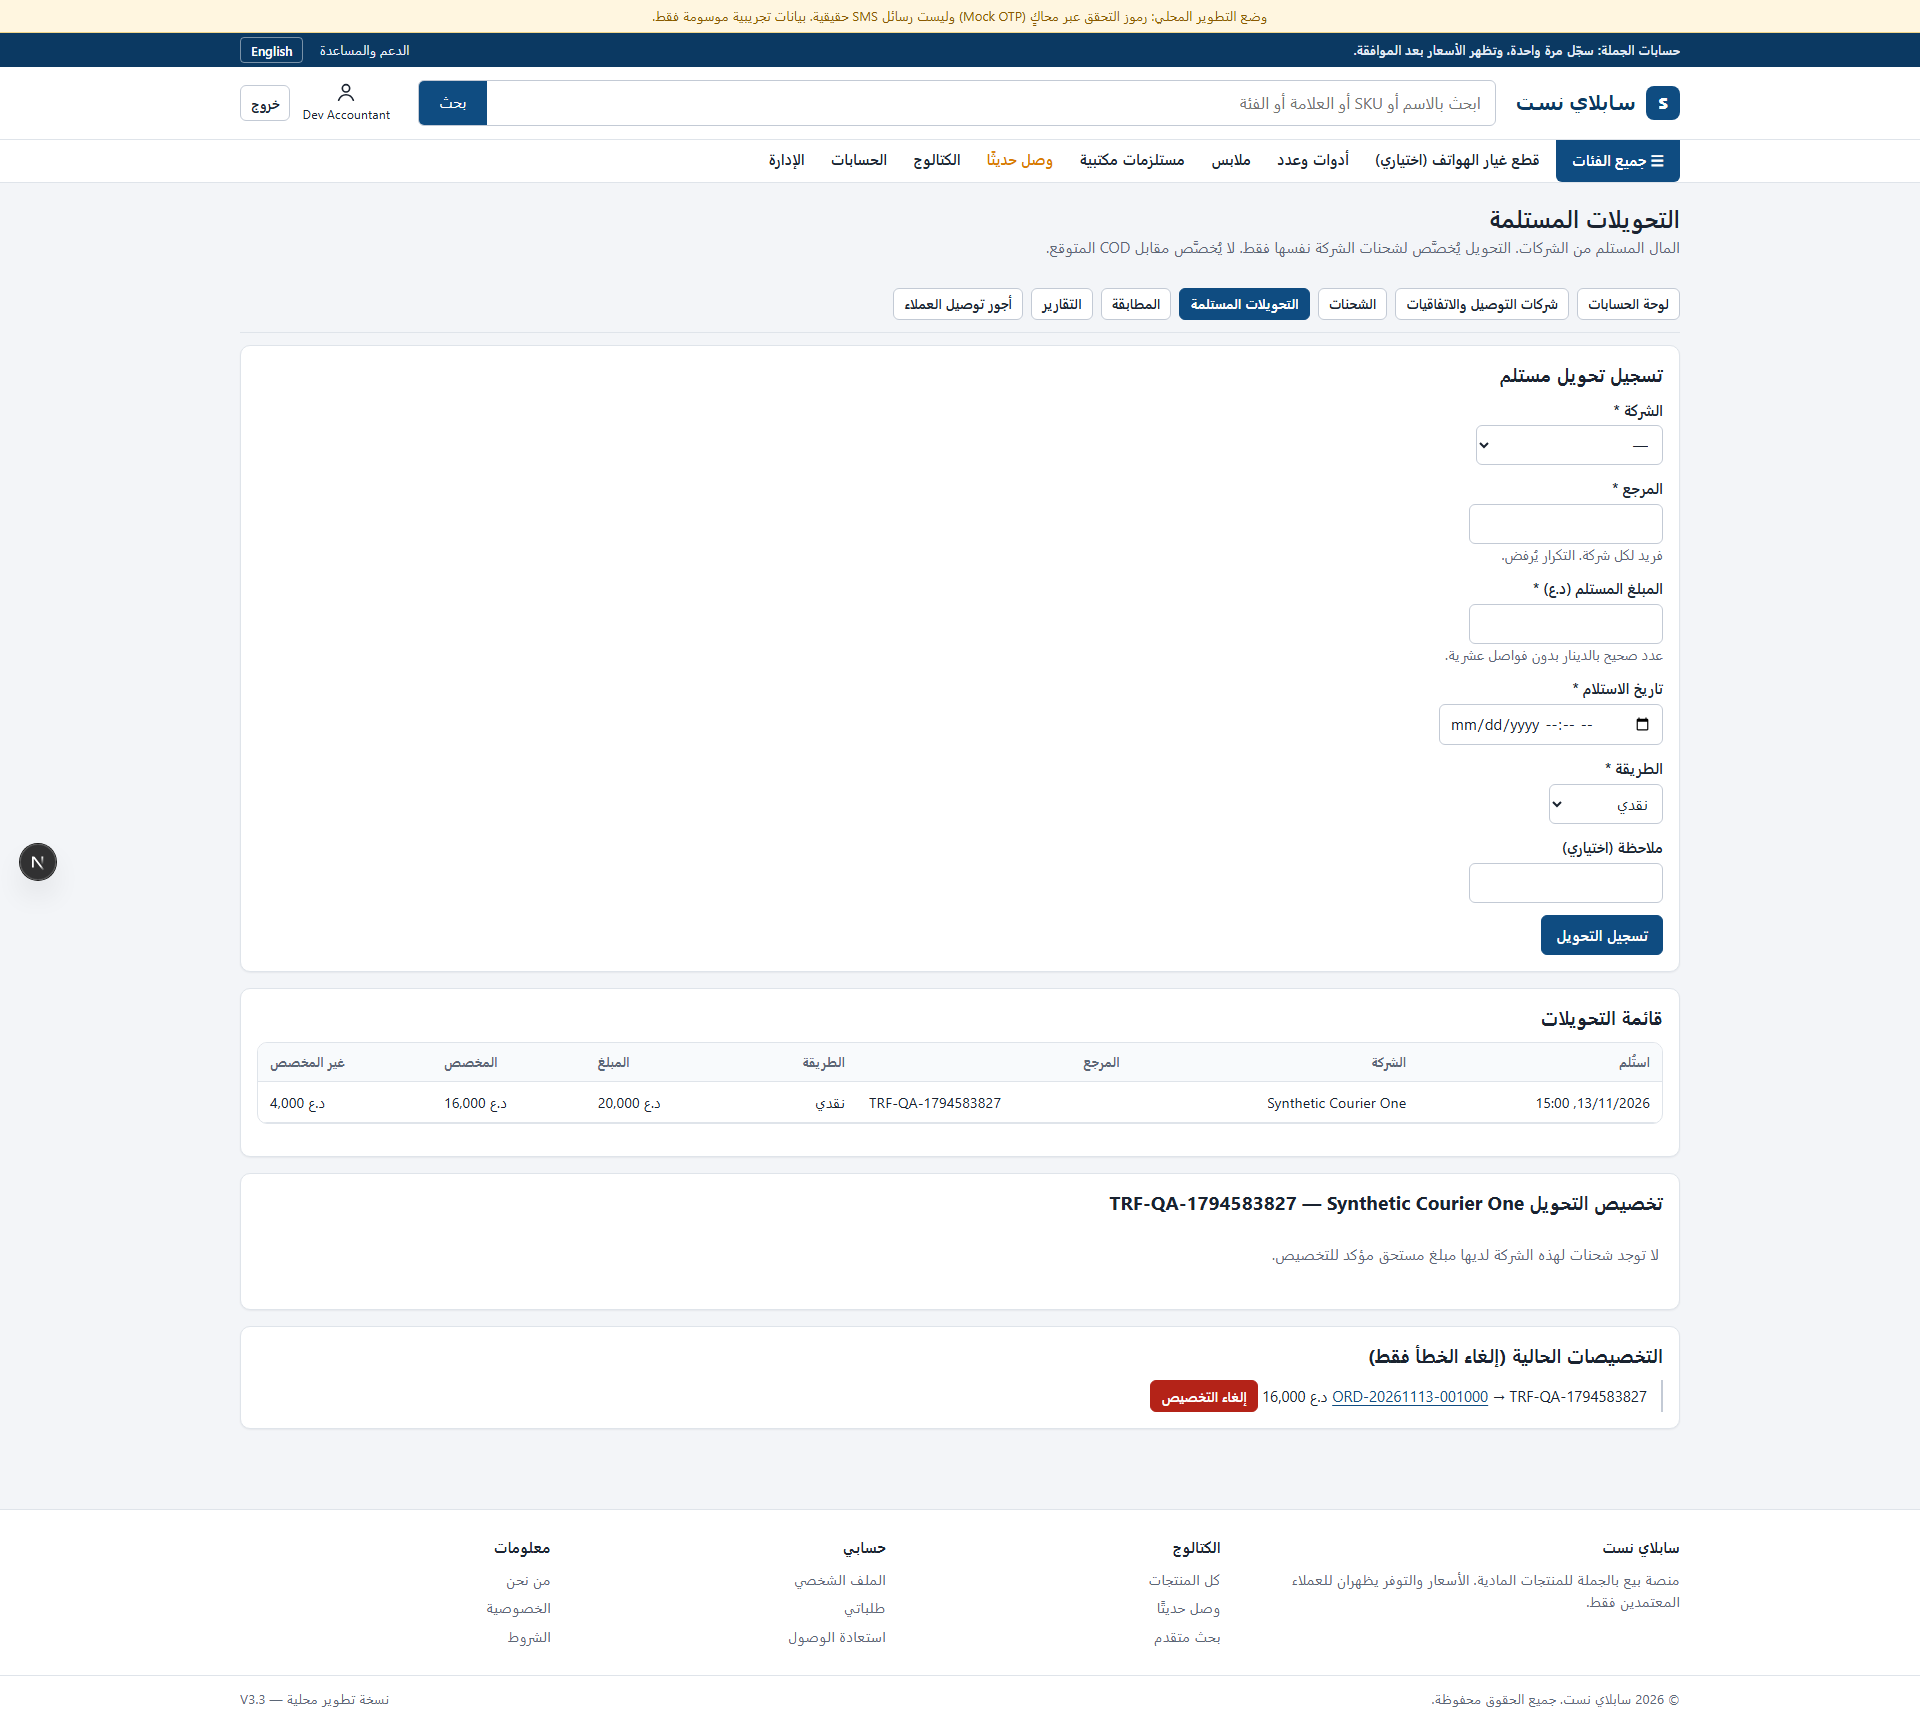 وضع التطوير المحلي: رموز التحقق عبر محاكٍ (Mock OTP) وليست رسائل SMS حقيقية. بيانات تجريبية موسومة فقط.
حسابات الجملة: سجّل مرة واحدة، وتظهر الأسعار بعد الموافقة.
الدعم والمساعدة
English
S
سابلاي نست
ابحث بالاسم أو SKU أو العلامة أو الفئة
بحث
Dev Accountant
خروج
☰ جميع الفئات
قطع غيار الهواتف (اختياري)
أدوات وعدد
ملابس
مستلزمات مكتبية
وصل حديثًا
الكتالوج
الحسابات
الإدارة
التحويلات المستلمة
المال المستلم من الشركات. التحويل يُخصَّص لشحنات الشركة نفسها فقط. لا يُخصَّص مقابل COD المتوقع.
لوحة الحسابات
شركات التوصيل والاتفاقيات
الشحنات
التحويلات المستلمة
المطابقة
التقارير
أجور توصيل العملاء
تسجيل تحويل مستلم
الشركة *
—
المرجع *
فريد لكل شركة. التكرار يُرفض.
المبلغ المستلم (د.ع) *
عدد صحيح بالدينار بدون فواصل عشرية.
تاريخ الاستلام *
mm/dd/yyyy --:-- --
الطريقة *
نقدي
ملاحظة (اختياري)
تسجيل التحويل
N
قائمة التحويلات
استُلم الشركة المرجع الطريقة المبلغ المخصص غير المخصص
13/11/2026, 15:00 Synthetic Courier One TRF-QA-1794583827 نقدي د.ع 20,000 د.ع 16,000 د.ع 4,000
تخصيص التحويل TRF-QA-1794583827 — Synthetic Courier One
لا توجد شحنات لهذه الشركة لديها مبلغ مستحق مؤكد للتخصيص.
التخصيصات الحالية (إلغاء الخطأ فقط)
TRF-QA-1794583827 → ORD-20261113-001000 د.ع 16,000 إلغاء التخصيص
سابلاي نست
منصة بيع بالجملة للمنتجات المادية. الأسعار والتوفر يظهران للعملاء
المعتمدين فقط.
الكتالوج
كل المنتجات
وصل حديثًا
بحث متقدم
حسابي
الملف الشخصي
طلباتي
استعادة الوصول
معلومات
من نحن
الخصوصية
الشروط
© 2026 سابلاي نست. جميع الحقوق محفوظة.
نسخة تطوير محلية — V3.3